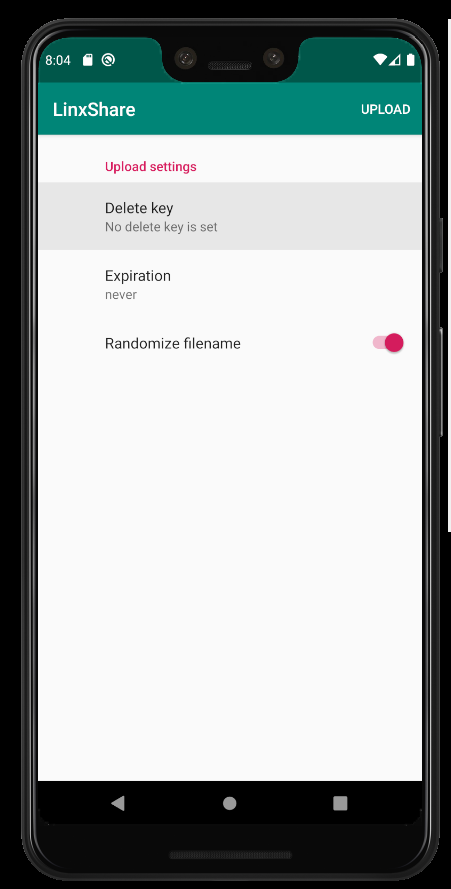 8:04
LinxShare
UPLOAD
Upload settings
Delete key
No delete key is set
Expiration
never
Randomize filename